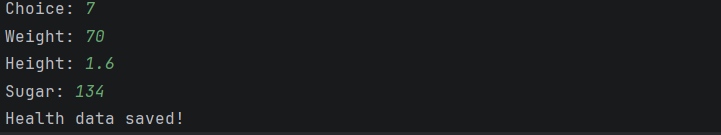 Choice: 7
Weight: 70
Height: 1.6
Sugar: 134
Health data saved!